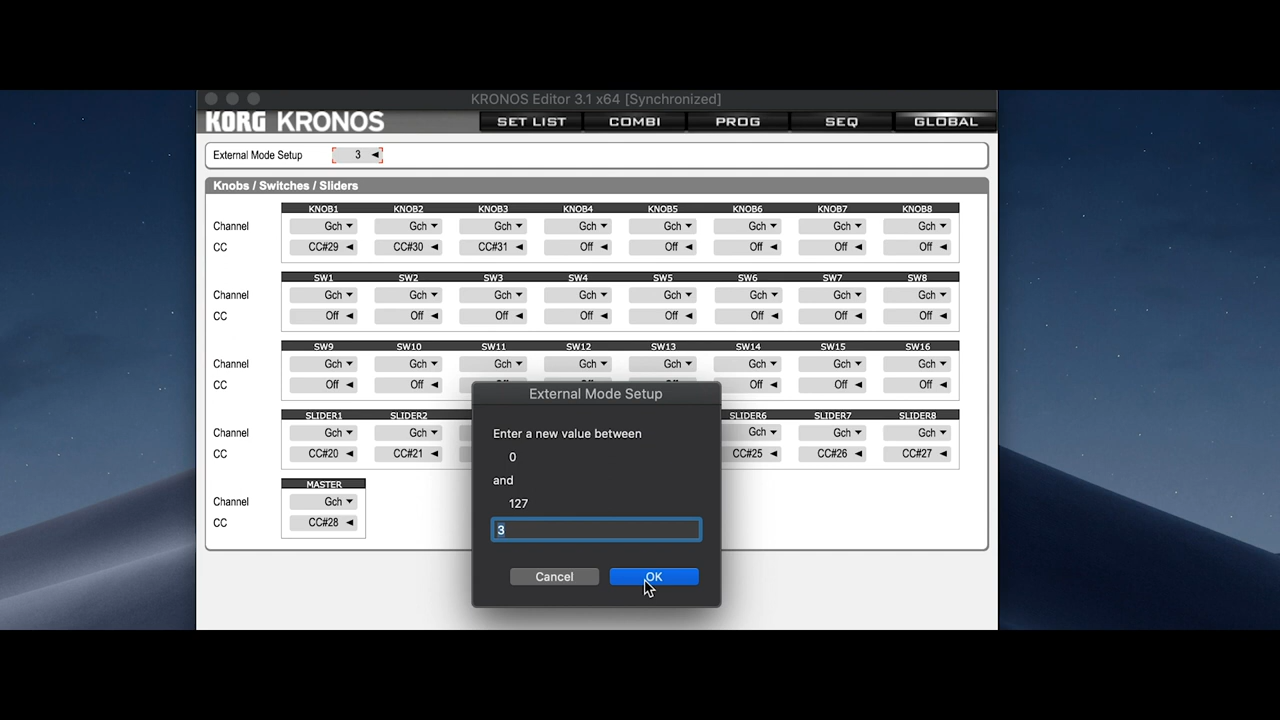 KRONOS Editor 3.1 x64 [Synchronized]
KORG KRONOS SET LIST COMBI PROG SEQ GLOBAL
External Mode Setup 3
Knobs / Switches / Sliders
KNOB1 KNOB2 KNOB3 KNOB4 KNOB5 KNOB6 KNOB7 KNOB8
Channel Gch Gch Gch Gch Gch Gch Gch Gch
CC CC#29 CC#30 CC#31 Off Off Off Off Off
SW1 SW2 SW3 SW4 SW5 SW6 SW7 SW8
Channel Gch Gch Gch Gch Gch Gch Gch Gch
CC Off Off Off Off Off Off Off Off
SW9 SW10 SW11 SW12 SW13 SW14 SW15 SW16
Channel Gch Gch Gch Gch Gch Gch Gch Gch
CC Off Off Off Off Off
SLIDER1 SLIDER2 SLIDER6 SLIDER7 SLIDER8
Channel Gch Gch Gch Gch Gch
CC CC#20 CC#21 CC#25 CC#26 CC#27
MASTER
Channel Gch
CC CC#28
External Mode Setup
Enter a new value between
0
and
127
3
Cancel OK